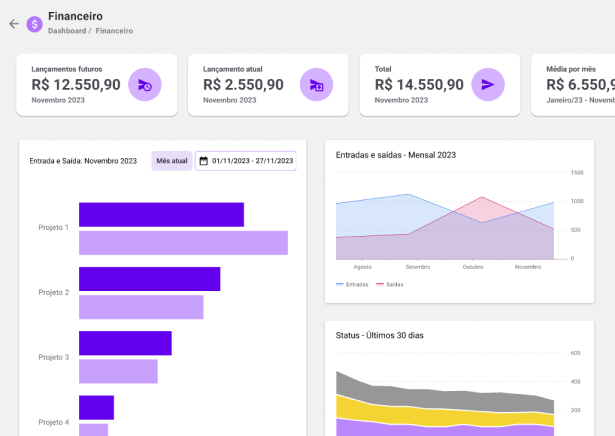 Financeiro
Dashboard / Financeiro
Lançamentos futuros
R$ 12.550,90
Novembro 2023
Lançamento atual
R$ 2.550,90
Novembro 2023
Total
R$ 14.550,90
Novembro 2023
Média por mês
R$ 6.550,9
Janeiro/23 - Novemb
Entrada e Saída: Novembro 2023
Mês atual
01/11/2023 - 27/11/2023
Projeto 1
Projeto 2
Projeto 3
Projeto 4
Entradas e saídas - Mensal 2023
1500
1000
500
0
Agosto Setembro Outubro Novembro
Entradas Saídas
Status - Últimos 30 dias
600
400
200